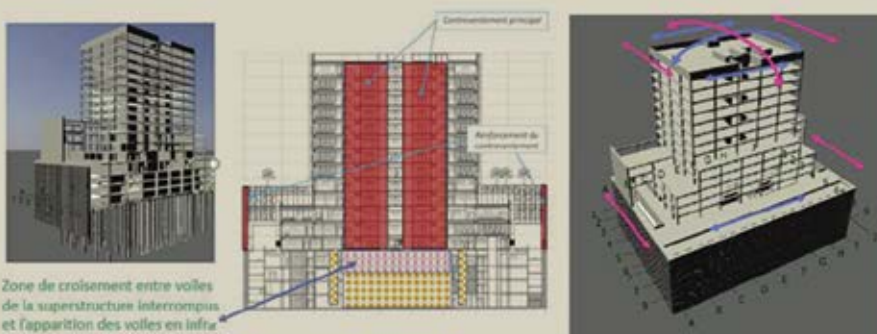 Contreventement principal
Renforcement du
contreventement
Zone de croisement entre voiles
de la superstructure interrompus
et l'apparition des voiles en infra
A B C D E F G H